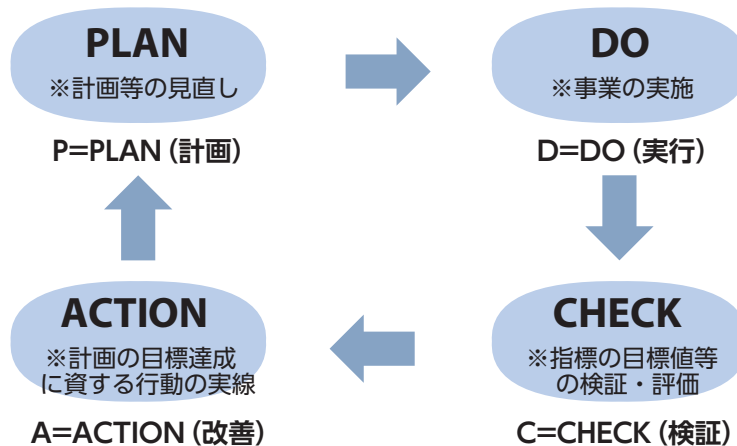 PLAN
※計画等の見直し
P=PLAN（計画）
DO
※事業の実施
D=DO（実行）
ACTION
※計画の目標達成
に資する行動の実線
A=ACTION（改善）
CHECK
※指標の目標値等
の検証・評価
C=CHECK（検証）